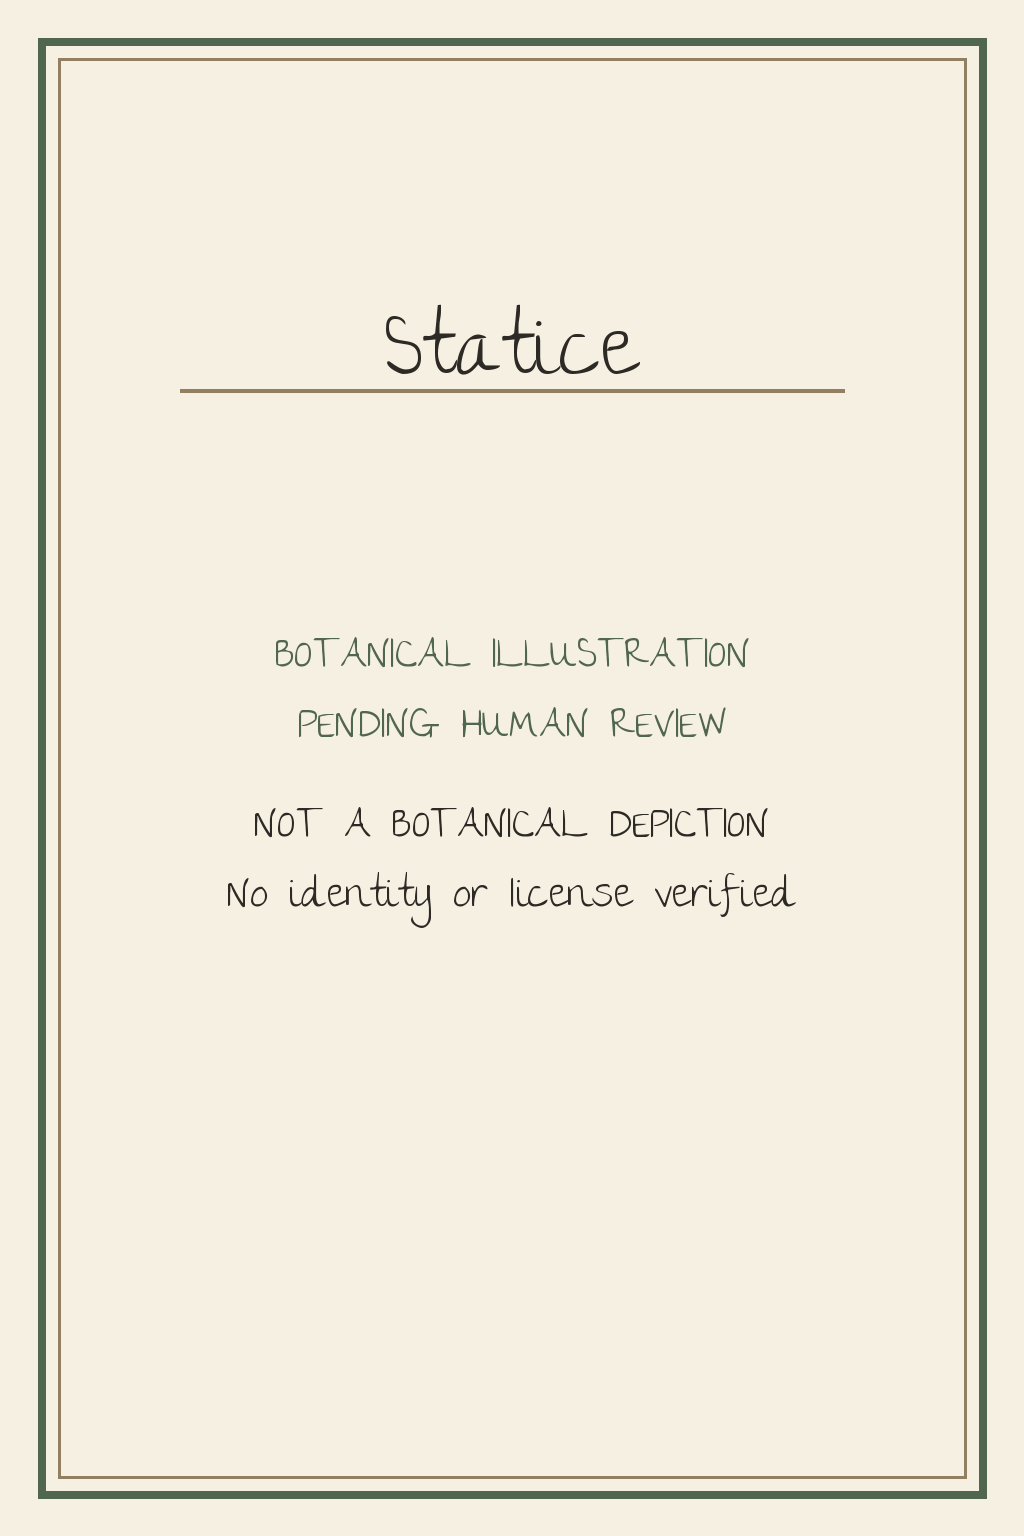 Statice
BOTANICAL ILLUSTRATION
PENDING HUMAN REVIEW
NOT A BOTANICAL DEPICTION
No identity or license verified